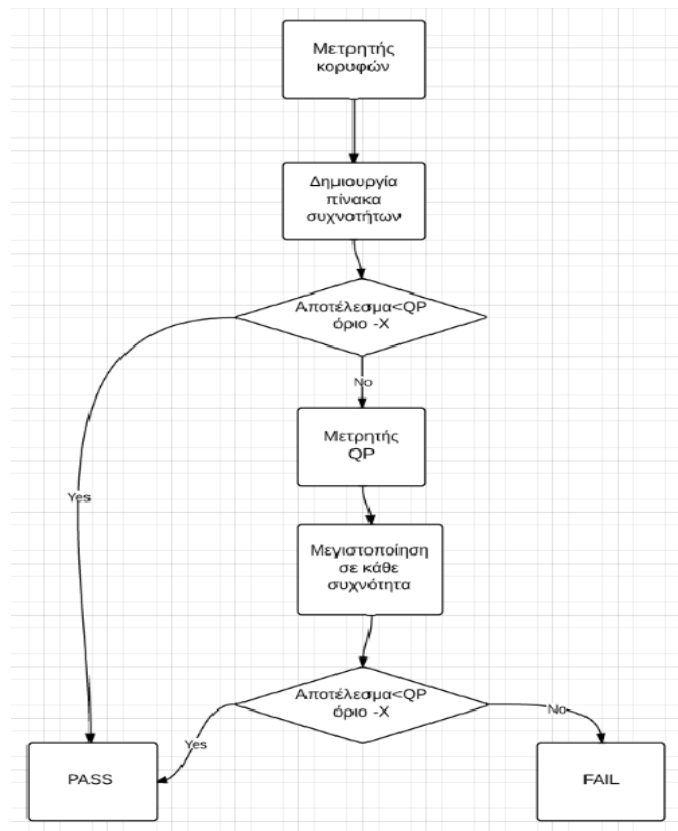 Μετρητής
κορυφών
Δημιουργία
πίνακα
συχνοτήτων
Αποτέλεσμα<QP
όριο -X
No
Μετρητής
QP
Yes
Μεγιστοποίηση
σε κάθε
συχνότητα
Αποτέλεσμα<QP
όριο -X
No
Yes
PASS
FAIL